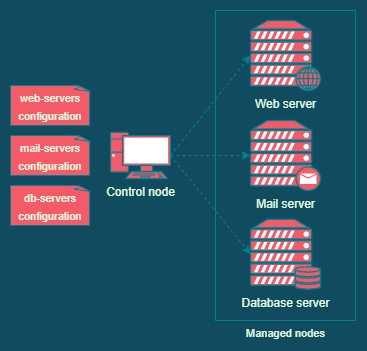 web-servers
configuration
mail-servers
configuration
db-servers
configuration
Control node
Web server
Mail server
Database server
Managed nodes